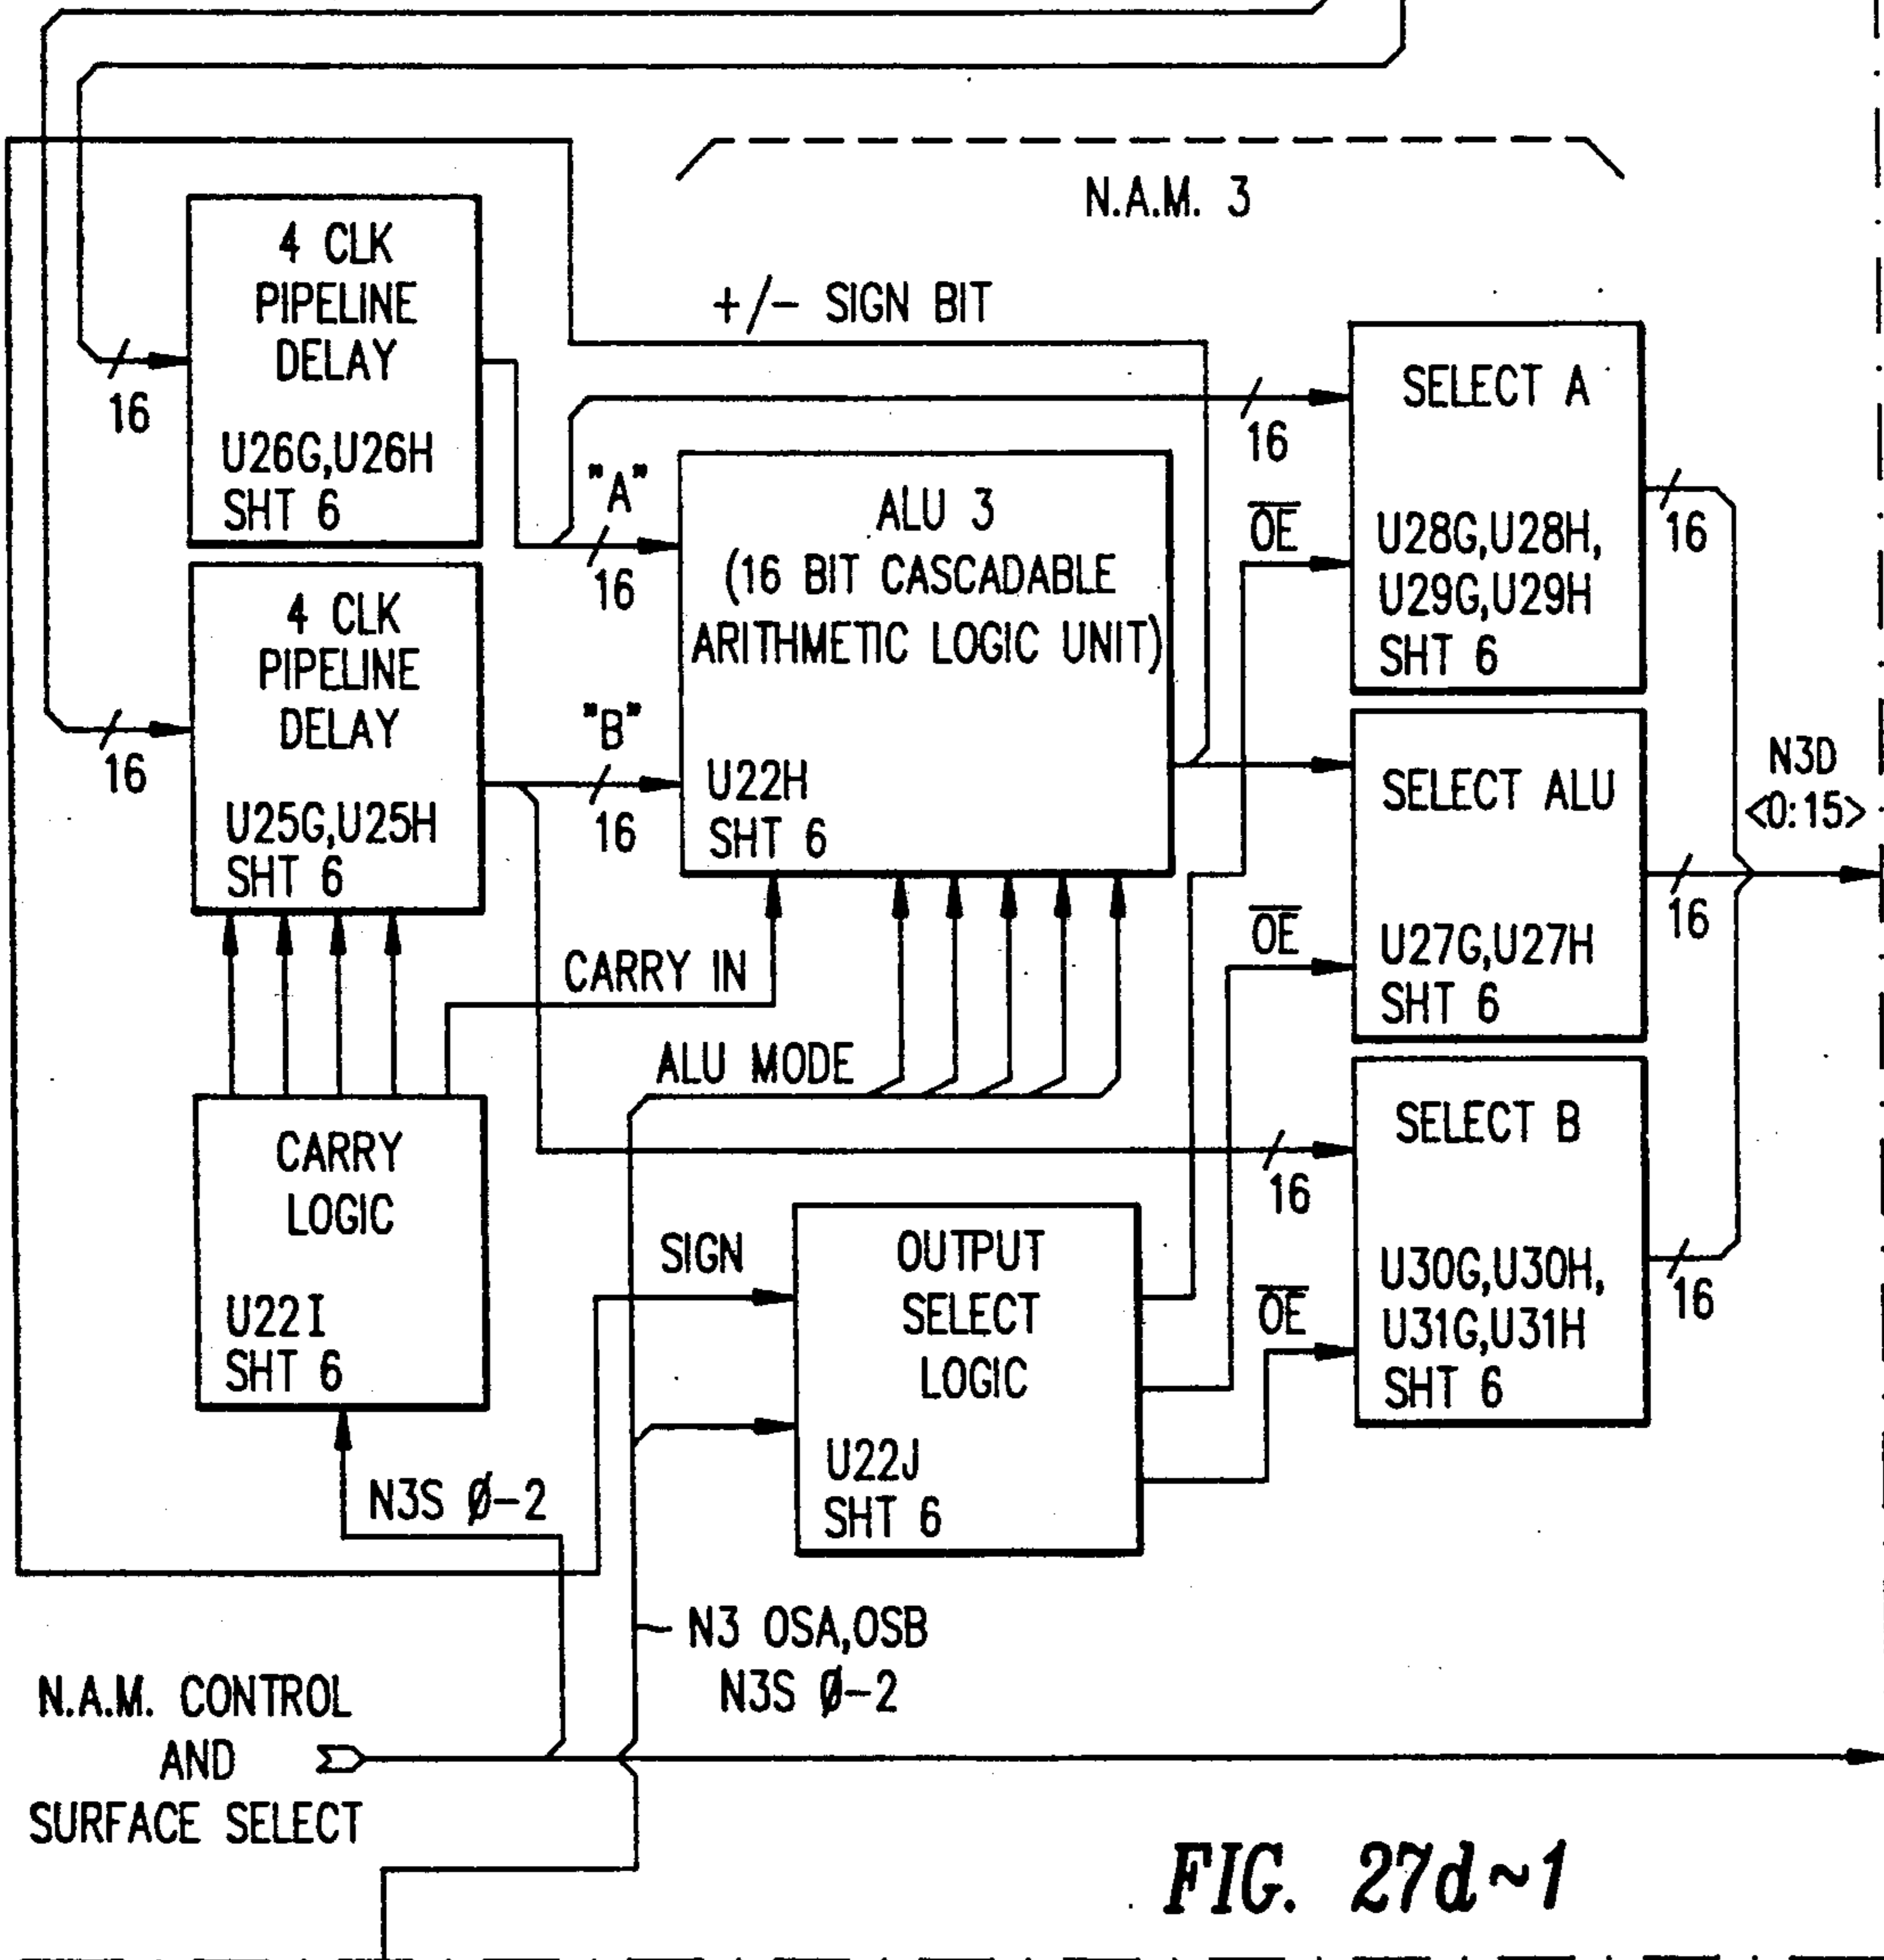 N.A.M. 3
4 CLK
PIPELINE
DELAY
U26G,U26H
SHT 6
16
+/- SIGN BIT
"A"
16
4 CLK
PIPELINE
DELAY
U25G,U25H
SHT 6
16
"B"
16
ALU 3
(16 BIT CASCADABLE
ARITHMETIC LOGIC UNIT)
U22H
SHT 6
16
O̅E̅
SELECT A
U28G,U28H,
U29G,U29H
SHT 6
16
O̅E̅
SELECT ALU
U27G,U27H
SHT 6
16
N3D
<0:15>
CARRY IN
ALU MODE
CARRY
LOGIC
U22I
SHT 6
N3S Ø-2
SIGN
OUTPUT
SELECT
LOGIC
U22J
SHT 6
16
O̅E̅
SELECT B
U30G,U30H,
U31G,U31H
SHT 6
16
N3 OSA,OSB
N3S Ø-2
N.A.M. CONTROL
AND
SURFACE SELECT
FIG. 27d~1